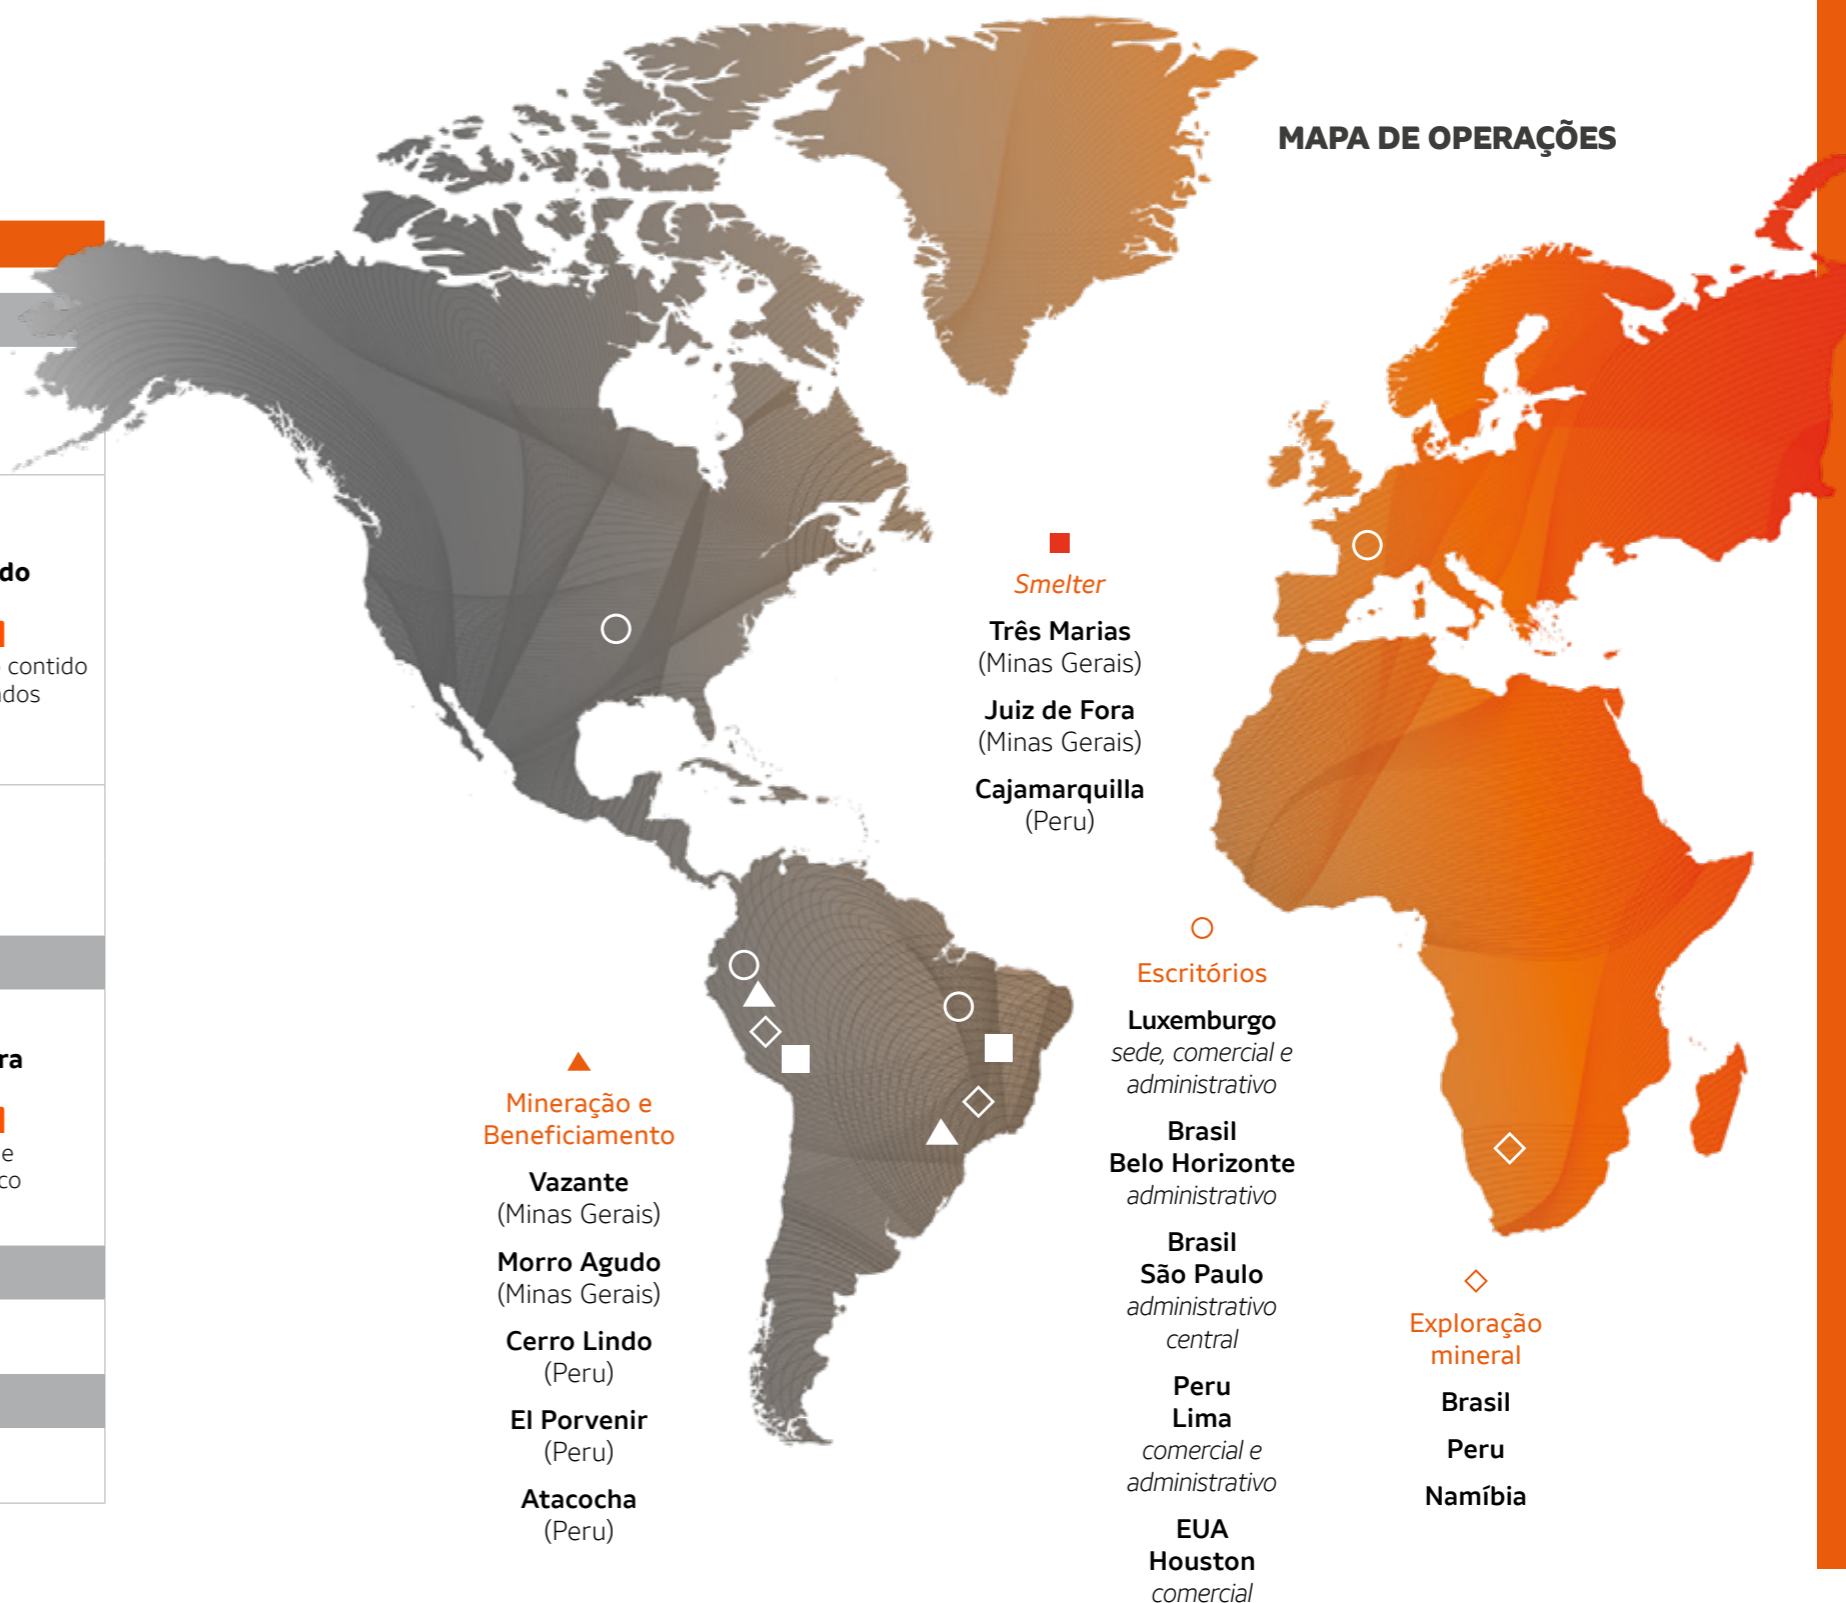 MAPA DE OPERAÇÕES
do
contido
ra
e
Smelter
Três Marias
(Minas Gerais)
Juiz de Fora
(Minas Gerais)
Cajamarquilla
(Peru)
Mineração e
Beneficiamento
Vazante
(Minas Gerais)
Morro Agudo
(Minas Gerais)
Cerro Lindo
(Peru)
El Porvenir
(Peru)
Atacocha
(Peru)
Escritórios
Luxemburgo
sede, comercial e
administrativo
Brasil
Belo Horizonte
administrativo
Brasil
São Paulo
administrativo
central
Peru
Lima
comercial e
administrativo
EUA
Houston
comercial
Exploração
mineral
Brasil
Peru
Namíbia